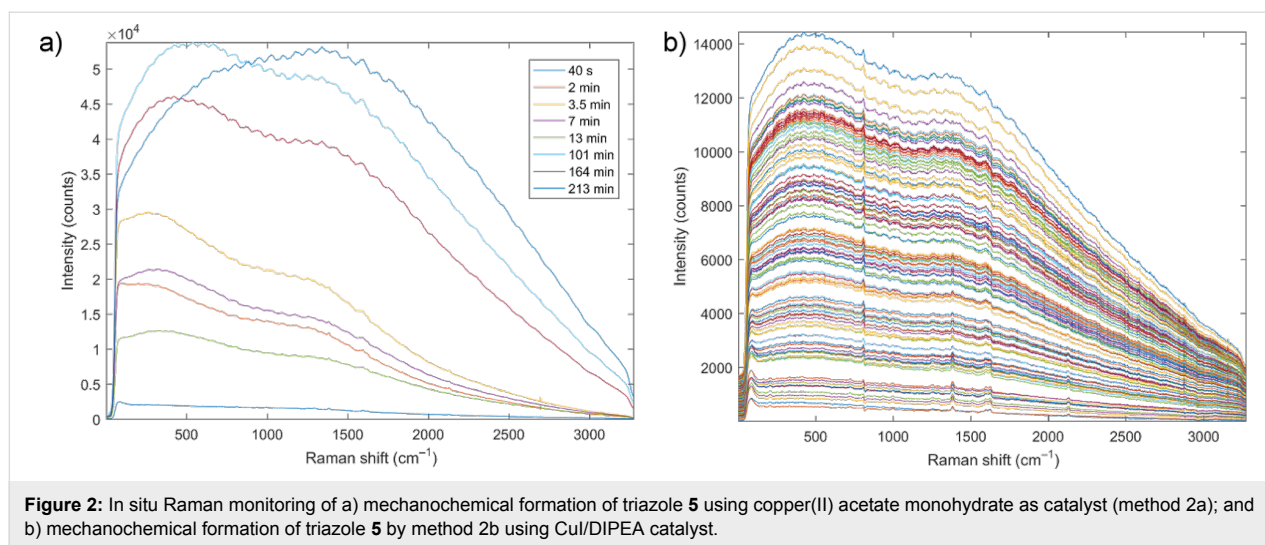 a)
×10⁴
5
4.5
4
3.5
3
2.5
2
1.5
1
0.5
0
Intensity (counts)
500 1000 1500 2000 2500 3000
Raman shift (cm⁻¹)
40 s
2 min
3.5 min
7 min
13 min
101 min
164 min
213 min
b)
14000
12000
10000
8000
6000
4000
2000
Intensity (counts)
500 1000 1500 2000 2500 3000
Raman shift (cm⁻¹)
Figure 2: In situ Raman monitoring of a) mechanochemical formation of triazole 5 using copper(II) acetate monohydrate as catalyst (method 2a); and
b) mechanochemical formation of triazole 5 by method 2b using CuI/DIPEA catalyst.